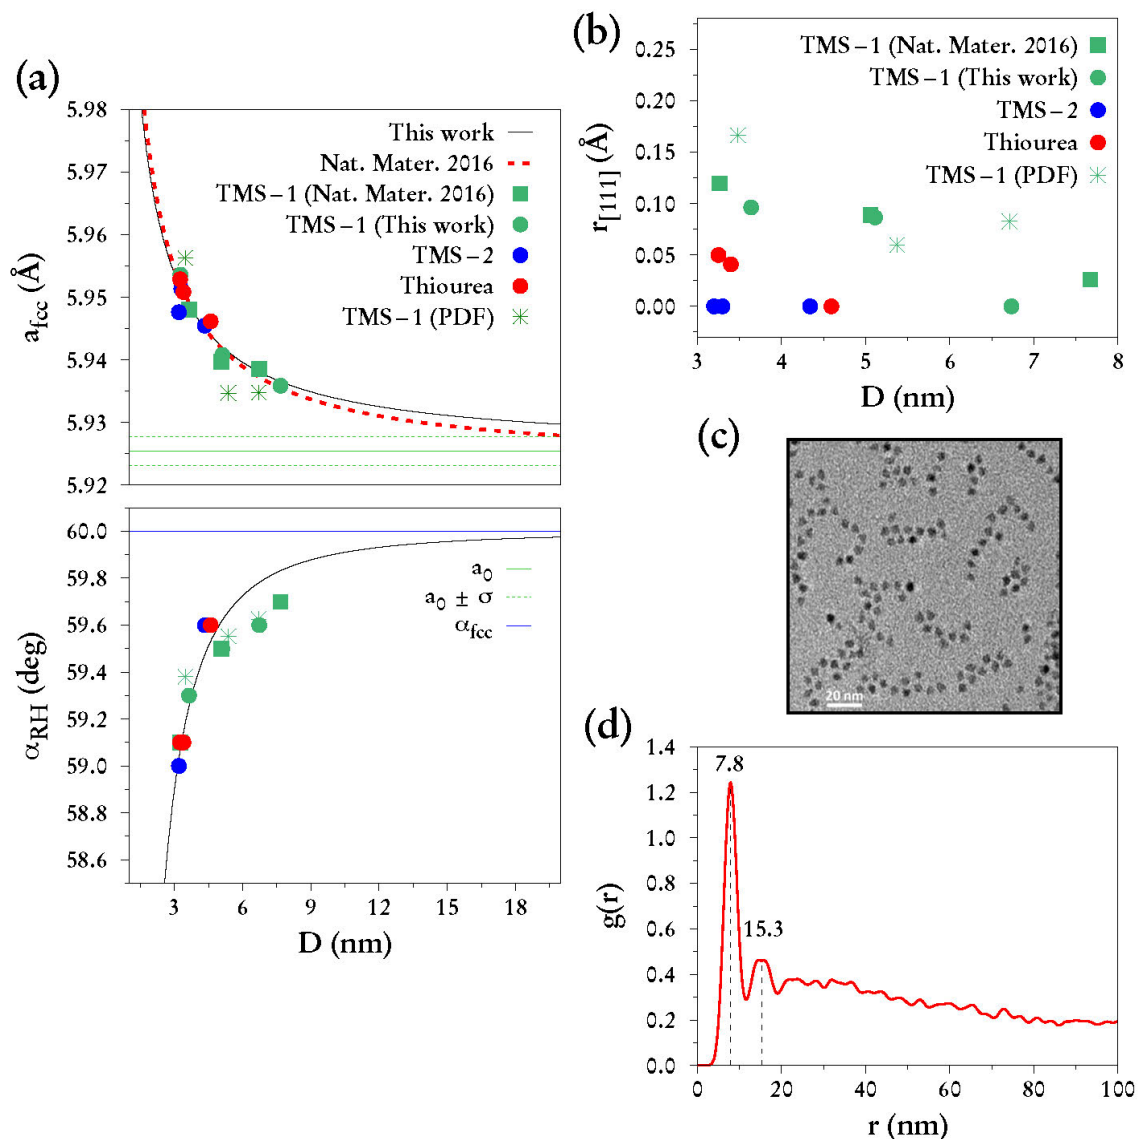 (a)
5.98
5.97
5.96
5.95
5.94
5.93
5.92
a_fcc (Å)
This work
Nat. Mater. 2016
TMS−1 (Nat. Mater. 2016)
TMS−1 (This work)
TMS−2
Thiourea
TMS−1 (PDF)
60.0
59.8
59.6
59.4
59.2
59.0
58.8
58.6
α_RH (deg)
a_0
a_0 ± σ
α_fcc
3 6 9 12 15 18
D (nm)
(b)
0.25
0.20
0.15
0.10
0.05
0.00
r_[111] (Å)
TMS−1 (Nat. Mater. 2016)
TMS−1 (This work)
TMS−2
Thiourea
TMS−1 (PDF)
3 4 5 6 7 8
D (nm)
(c)
20 nm
(d)
1.4
1.2
1.0
0.8
0.6
0.4
0.2
0.0
g(r)
7.8
15.3
0 20 40 60 80 100
r (nm)